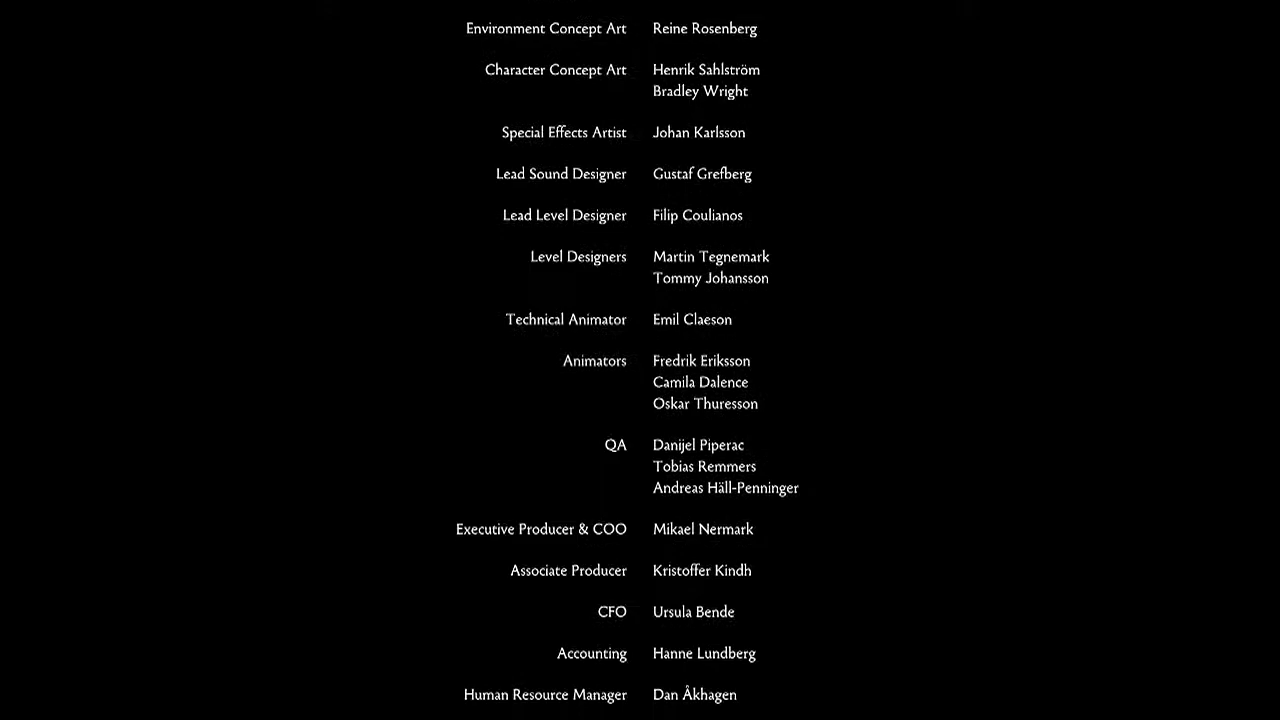 Environment Concept Art Reine Rosenberg
Character Concept Art Henrik Sahlström
Bradley Wright
Special Effects Artist Johan Karlsson
Lead Sound Designer Gustaf Grefberg
Lead Level Designer Filip Coulianos
Level Designers Martin Tegnemark
Tommy Johansson
Technical Animator Emil Claeson
Animators Fredrik Eriksson
Camila Dalence
Oskar Thuresson
QA Danijel Piperac
Tobias Remmers
Andreas Häll-Penninger
Executive Producer & COO Mikael Nermark
Associate Producer Kristoffer Kindh
CFO Ursula Bende
Accounting Hanne Lundberg
Human Resource Manager Dan Åkhagen